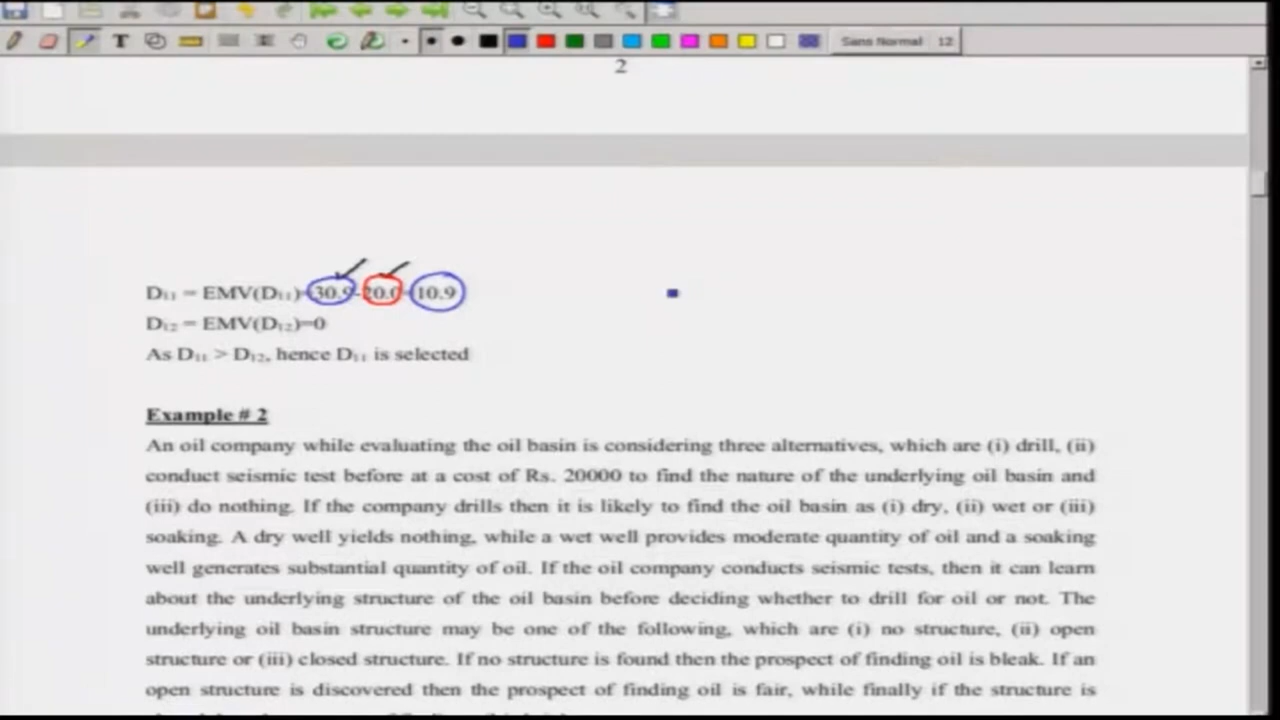 Sans Normal 12
2
D₁₁ = EMV(D₁₁)=30.9-20.0=10.9
D₁₂ = EMV(D₁₂)=0
As D₁₁ > D₁₂, hence D₁₁ is selected
Example # 2
An oil company while evaluating the oil basin is considering three alternatives, which are (i) drill, (ii)
conduct seismic test before at a cost of Rs. 20000 to find the nature of the underlying oil basin and
(iii) do nothing. If the company drills then it is likely to find the oil basin as (i) dry, (ii) wet or (iii)
soaking. A dry well yields nothing, while a wet well provides moderate quantity of oil and a soaking
well generates substantial quantity of oil. If the oil company conducts seismic tests, then it can learn
about the underlying structure of the oil basin before deciding whether to drill for oil or not. The
underlying oil basin structure may be one of the following, which are (i) no structure, (ii) open
structure or (iii) closed structure. If no structure is found then the prospect of finding oil is bleak. If an
open structure is discovered then the prospect of finding oil is fair, while finally if the structure is